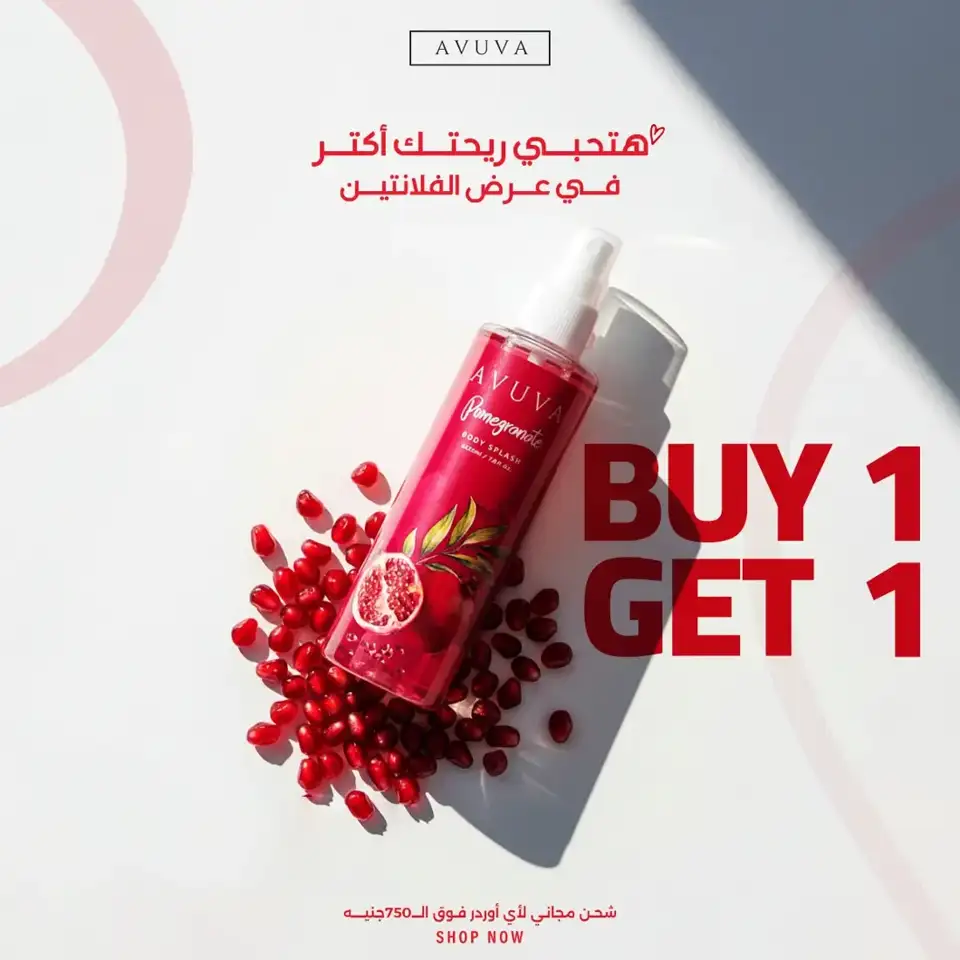 AVUVA
هتحبي ريحتك أكتر
في عرض الفلانتين
AVUVA
Pomegranate
BODY SPLASH
BUY 1
GET 1
شحن مجاني لأي أوردر فوق الـ750جنيه
SHOP NOW